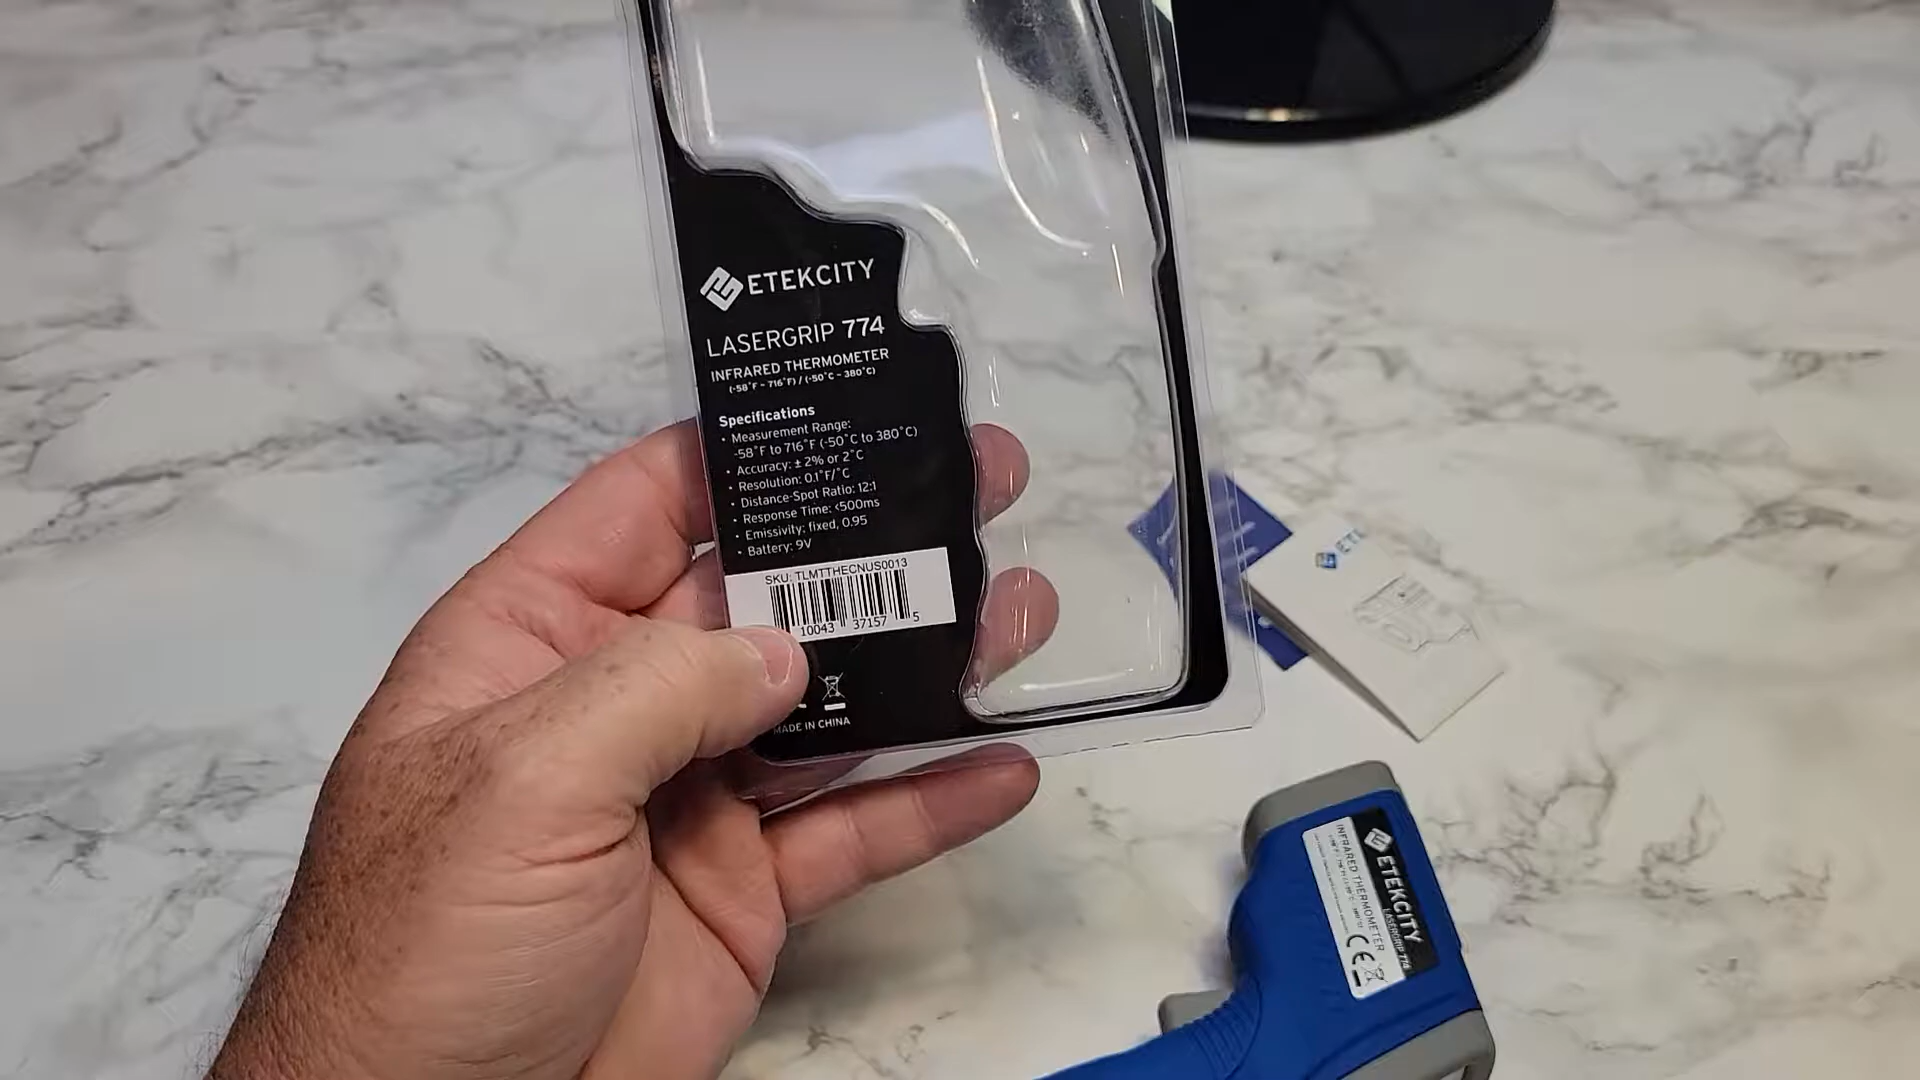 ETEKCITY
LASERGRIP 774
INFRARED THERMOMETER
(-58°F ~ 716°F) / (-50°C ~ 380°C)
Specifications
• Measurement Range:
-58°F to 716°F (-50°C to 380°C)
• Accuracy: ± 2% or 2°C
• Resolution: 0.1°F/°C
• Distance-Spot Ratio: 12:1
• Response Time: <500ms
• Emissivity: fixed, 0.95
• Battery: 9V
SKU: TLMTTHECNUS0013
10043 37157 5
MADE IN CHINA
ETEKCITY
LASERGRIP 774
INFRARED THERMOMETER
CE